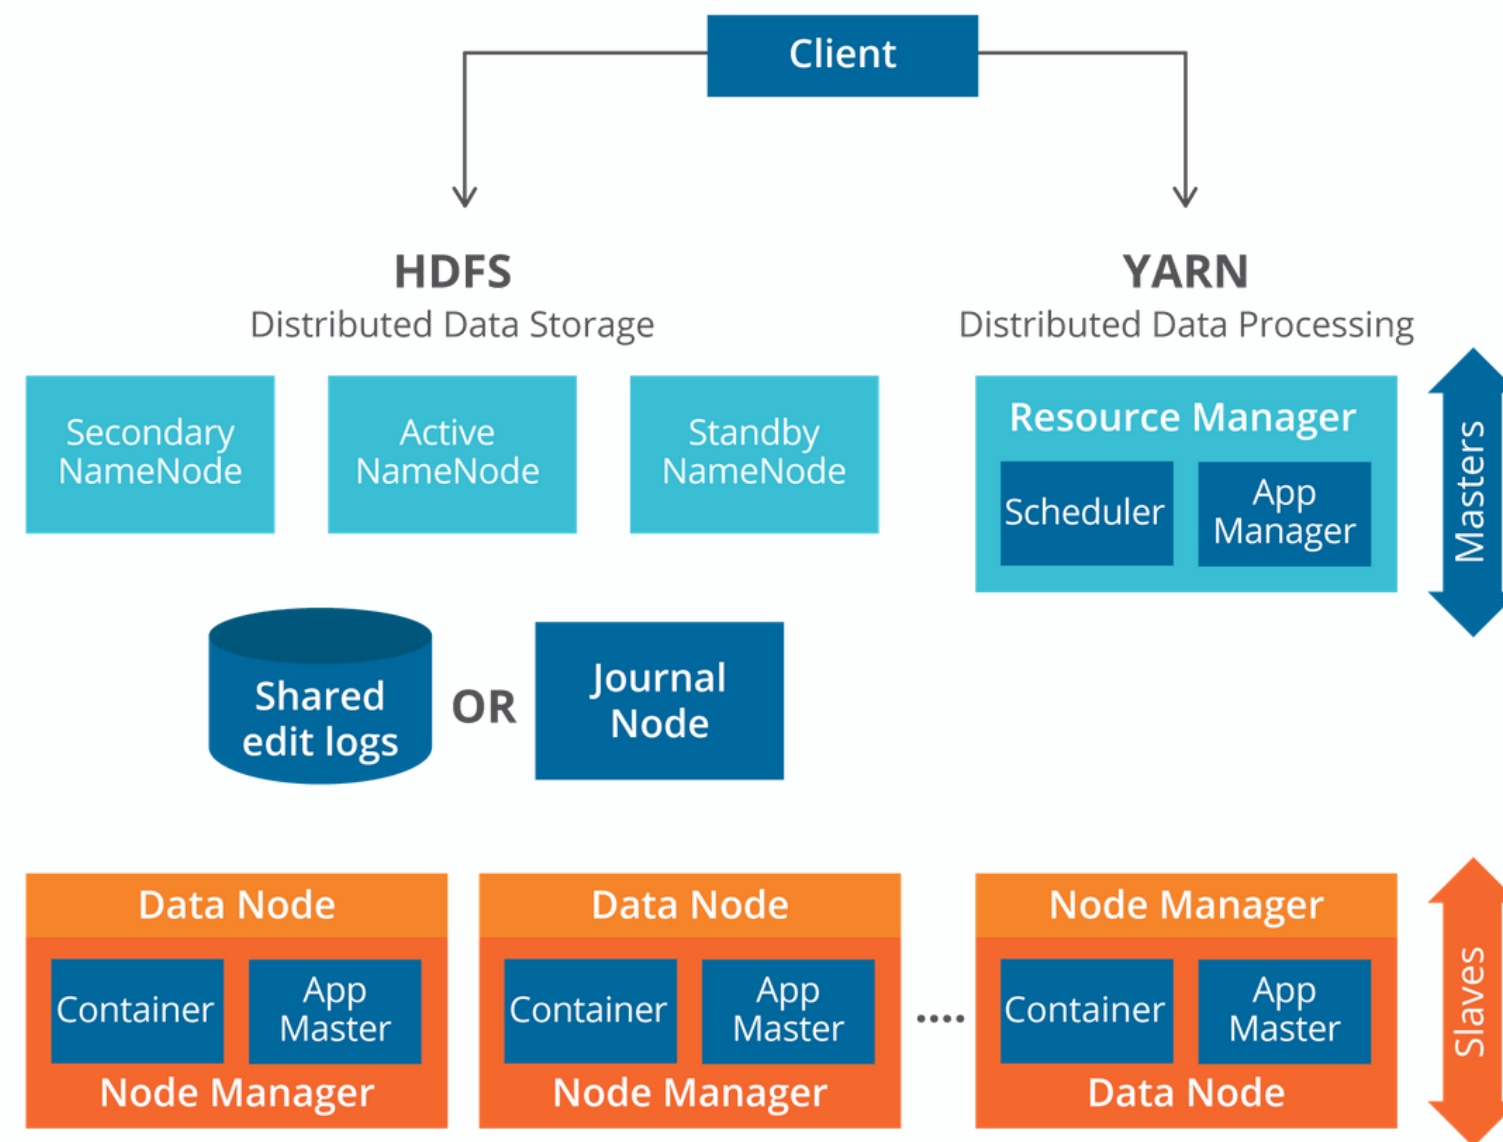 Client
HDFS
Distributed Data Storage
YARN
Distributed Data Processing
Secondary
NameNode
Active
NameNode
Standby
NameNode
Resource Manager
Scheduler
App
Manager
Masters
Shared
edit logs
OR
Journal
Node
Data Node
Container
App
Master
Node Manager
Data Node
Container
App
Master
Node Manager
....
Node Manager
Container
App
Master
Data Node
Slaves